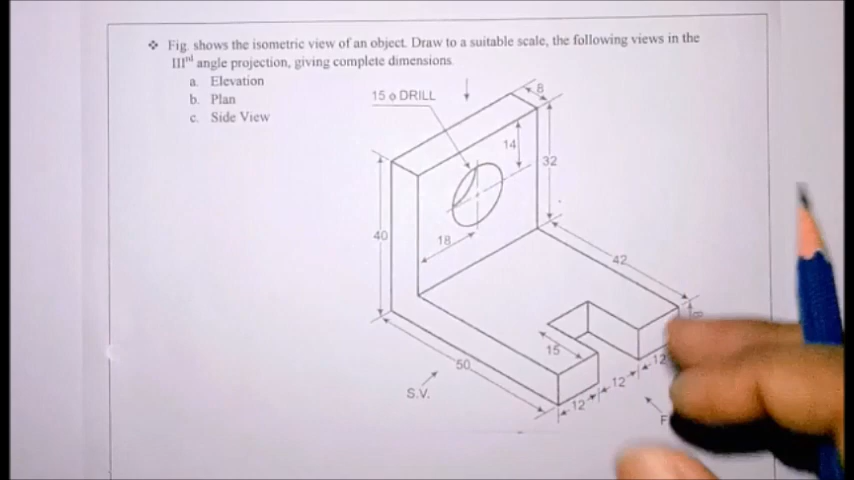 ❖ Fig. shows the isometric view of an object. Draw to a suitable scale, the following views in the
IIIrd angle projection, giving complete dimensions
a. Elevation
b. Plan
c. Side View
15 ϕ DRILL
8
14
32
40
18
42
8
15
50
12
12
12
S.V.
F